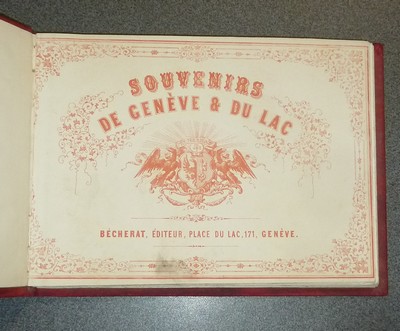 SOUVENIRS
DE GENÈVE & DU LAC
BÉCHERAT, ÉDITEUR, PLACE DU LAC, 171, GENÈVE.